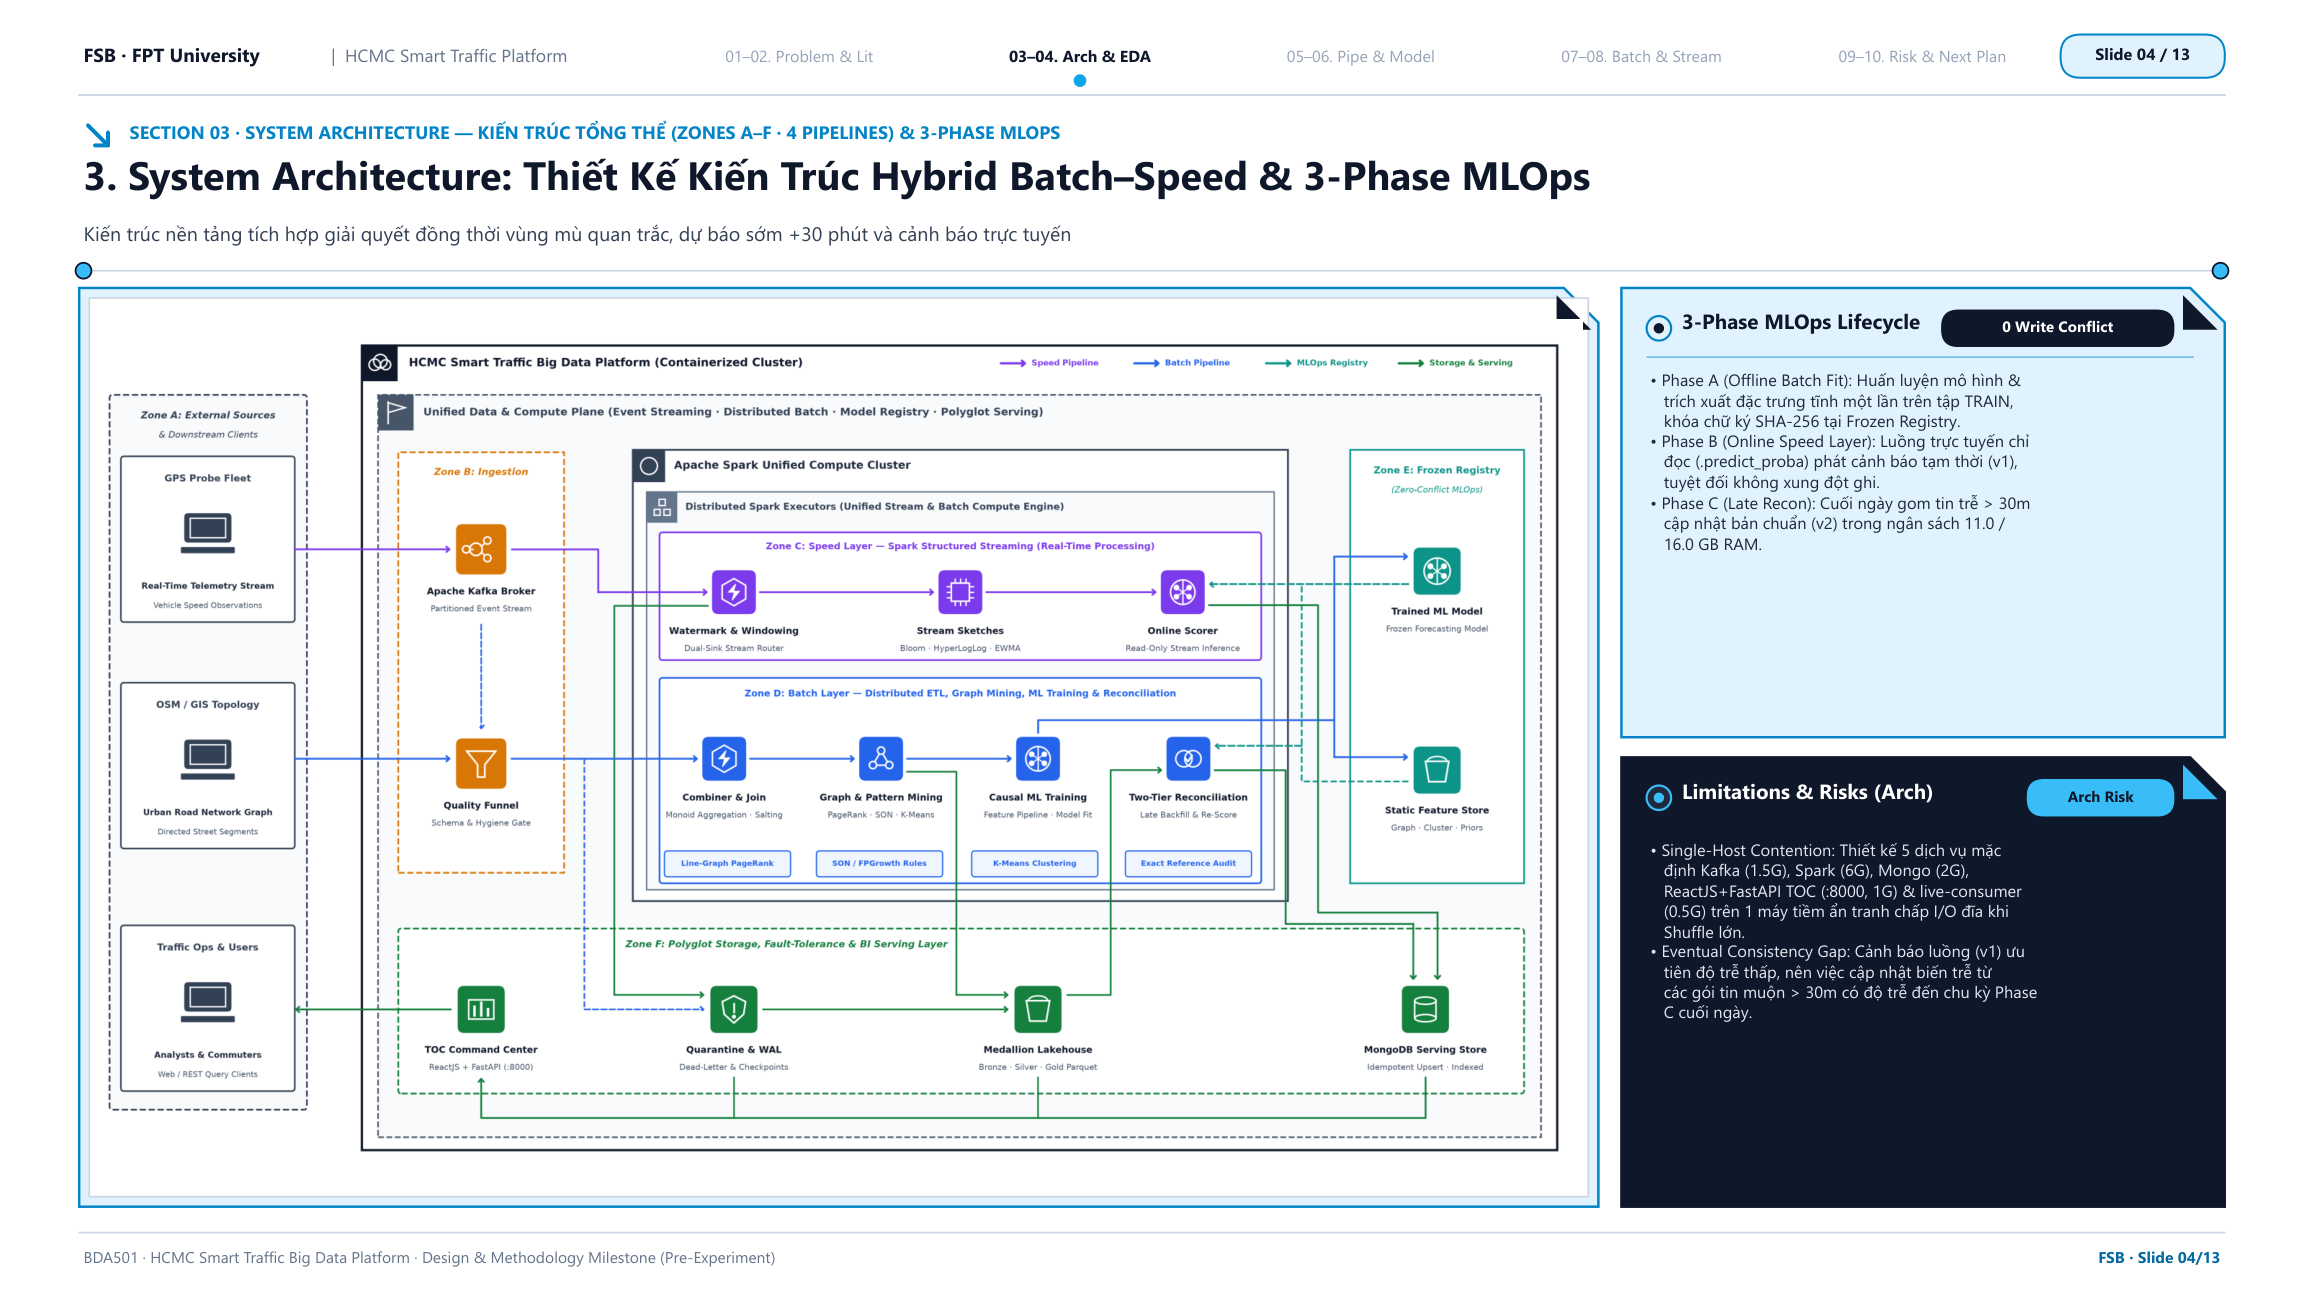 FSB · FPT University | HCMC Smart Traffic Platform
01–02. Problem & Lit
03–04. Arch & EDA
05–06. Pipe & Model
07–08. Batch & Stream
09–10. Risk & Next Plan
Slide 04 / 13
SECTION 03 · SYSTEM ARCHITECTURE — KIẾN TRÚC TỔNG THỂ (ZONES A–F · 4 PIPELINES) & 3-PHASE MLOPS
3. System Architecture: Thiết Kế Kiến Trúc Hybrid Batch–Speed & 3-Phase MLOps
Kiến trúc nền tảng tích hợp giải quyết đồng thời vùng mù quan trắc, dự báo sớm +30 phút và cảnh báo trực tuyến
HCMC Smart Traffic Big Data Platform (Containerized Cluster)
Speed Pipeline
Batch Pipeline
MLOps Registry
Storage & Serving
Unified Data & Compute Plane (Event Streaming · Distributed Batch · Model Registry · Polyglot Serving)
Zone A: External Sources
& Downstream Clients
GPS Probe Fleet
Real-Time Telemetry Stream
Vehicle Speed Observations
OSM / GIS Topology
Urban Road Network Graph
Directed Street Segments
Traffic Ops & Users
Analysts & Commuters
Web / REST Query Clients
Zone B: Ingestion
Apache Kafka Broker
Partitioned Event Stream
Quality Funnel
Schema & Hygiene Gate
Apache Spark Unified Compute Cluster
Distributed Spark Executors (Unified Stream & Batch Compute Engine)
Zone C: Speed Layer — Spark Structured Streaming (Real-Time Processing)
Watermark & Windowing
Dual-Sink Stream Router
Stream Sketches
Bloom · HyperLogLog · EWMA
Online Scorer
Read-Only Stream Inference
Zone D: Batch Layer — Distributed ETL, Graph Mining, ML Training & Reconciliation
Combiner & Join
Monoid Aggregation · Salting
Graph & Pattern Mining
PageRank · SON · K-Means
Causal ML Training
Feature Pipeline · Model Fit
Two-Tier Reconciliation
Late Backfill & Re-Score
Line-Graph PageRank
SON / FPGrowth Rules
K-Means Clustering
Exact Reference Audit
Zone E: Frozen Registry
(Zero-Conflict MLOps)
Trained ML Model
Frozen Forecasting Model
Static Feature Store
Graph · Cluster · Priors
Zone F: Polyglot Storage, Fault-Tolerance & BI Serving Layer
TOC Command Center
ReactJS + FastAPI (:8000)
Quarantine & WAL
Dead-Letter & Checkpoints
Medallion Lakehouse
Bronze · Silver · Gold Parquet
MongoDB Serving Store
Idempotent Upsert · Indexed
3-Phase MLOps Lifecycle
0 Write Conflict
• Phase A (Offline Batch Fit): Huấn luyện mô hình &
trích xuất đặc trưng tĩnh một lần trên tập TRAIN,
khóa chữ ký SHA-256 tại Frozen Registry.
• Phase B (Online Speed Layer): Luồng trực tuyến chỉ
đọc (.predict_proba) phát cảnh báo tạm thời (v1),
tuyệt đối không xung đột ghi.
• Phase C (Late Recon): Cuối ngày gom tin trễ > 30m
cập nhật bản chuẩn (v2) trong ngân sách 11.0 /
16.0 GB RAM.
Limitations & Risks (Arch)
Arch Risk
• Single-Host Contention: Thiết kế 5 dịch vụ mặc
định Kafka (1.5G), Spark (6G), Mongo (2G),
ReactJS+FastAPI TOC (:8000, 1G) & live-consumer
(0.5G) trên 1 máy tiềm ẩn tranh chấp I/O đĩa khi
Shuffle lớn.
• Eventual Consistency Gap: Cảnh báo luồng (v1) ưu
tiên độ trễ thấp, nên việc cập nhật biến trễ từ
các gói tin muộn > 30m có độ trễ đến chu kỳ Phase
C cuối ngày.
BDA501 · HCMC Smart Traffic Big Data Platform · Design & Methodology Milestone (Pre-Experiment)
FSB · Slide 04/13